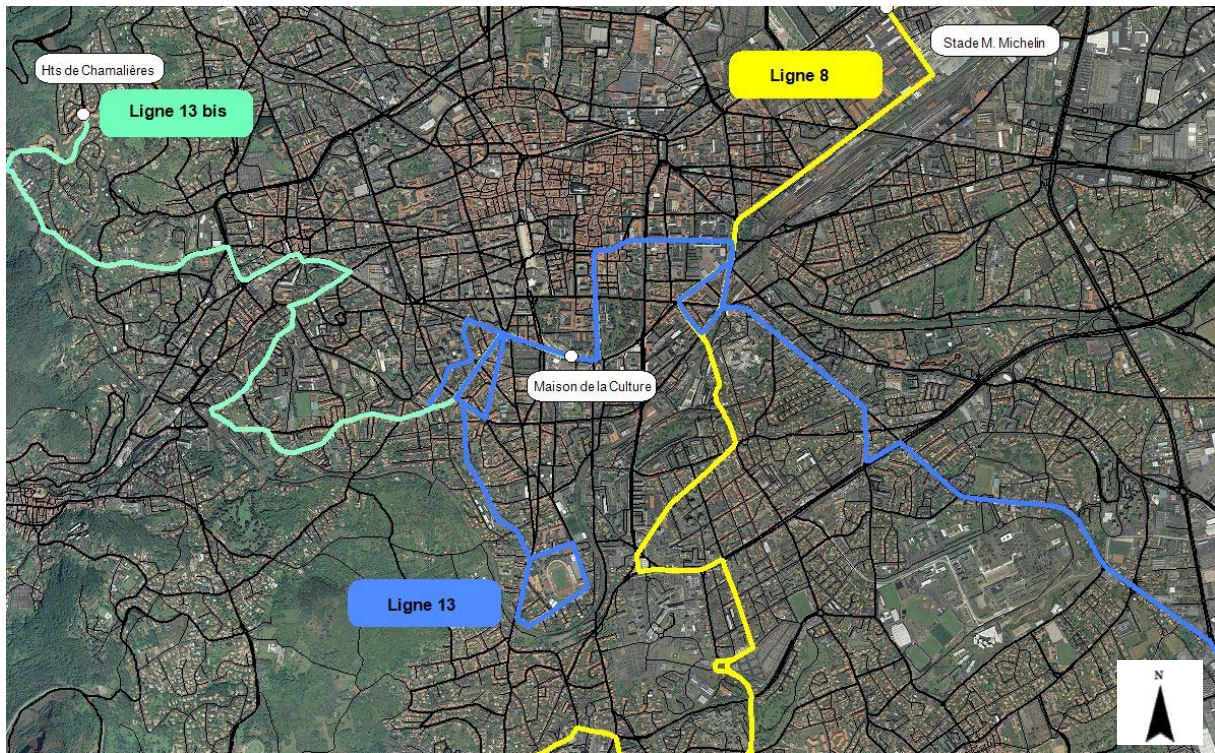 Stade M. Michelin
Hts de Chamalières
Ligne 8
Ligne 13 bis
Maison de la Culture
Ligne 13
N